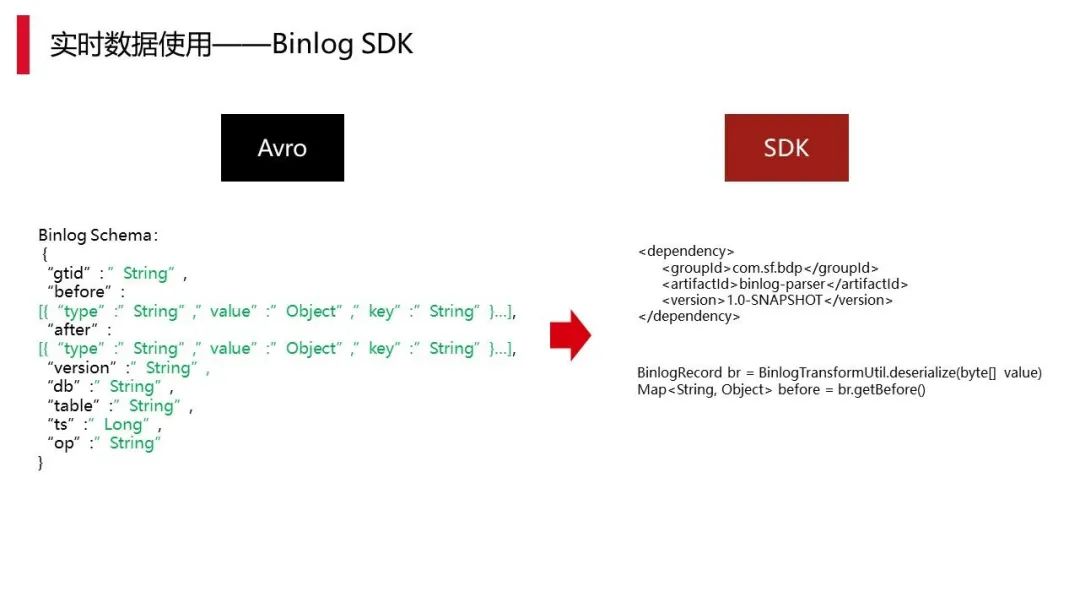 实时数据使用——Binlog SDK
Avro
SDK
Binlog Schema：
{
“gtid” :” String” ,
“before” :
[{ “type” :” String” ,” value” :” Object” ,” key” :” String” }...],
“after” :
[{ “type” :” String” ,” value” :” Object” ,” key” :” String” }...],
“version” :” String” ,
“db” :” String” ,
“table” :” String” ,
“ts” :” Long” ,
“op” :” String”
}
<dependency>
<groupId>com.sf.bdp</groupId>
<artifactId>binlog-parser</artifactId>
<version>1.0-SNAPSHOT</version>
</dependency>
BinlogRecord br = BinlogTransformUtil.deserialize(byte[] value)
Map<String, Object> before = br.getBefore()